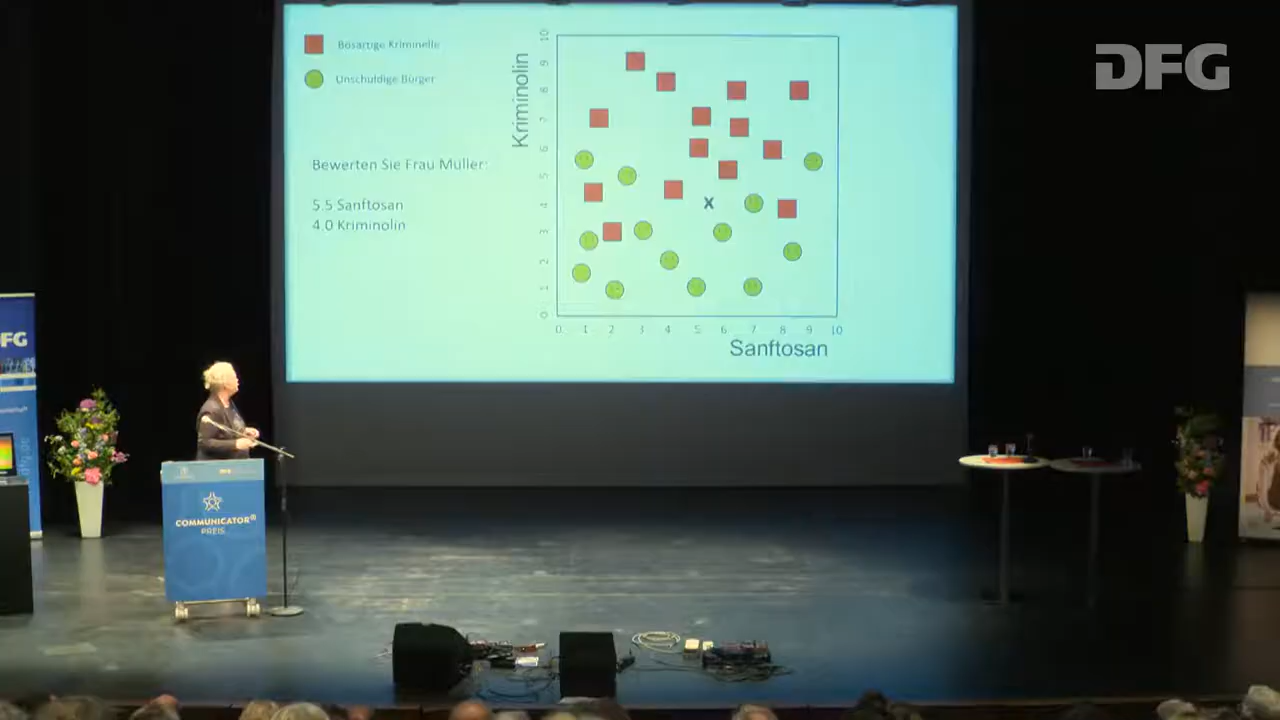 Bösartige Kriminelle
Unschuldige Bürger
Bewerten Sie Frau Müller:
5.5 Sanftosan
4.0 Kriminolin
Kriminolin
10
9
8
7
6
5
4
3
2
1
0
X
0 1 2 3 4 5 6 7 8 9 10
Sanftosan
DFG
DFG
COMMUNICATOR
PREIS